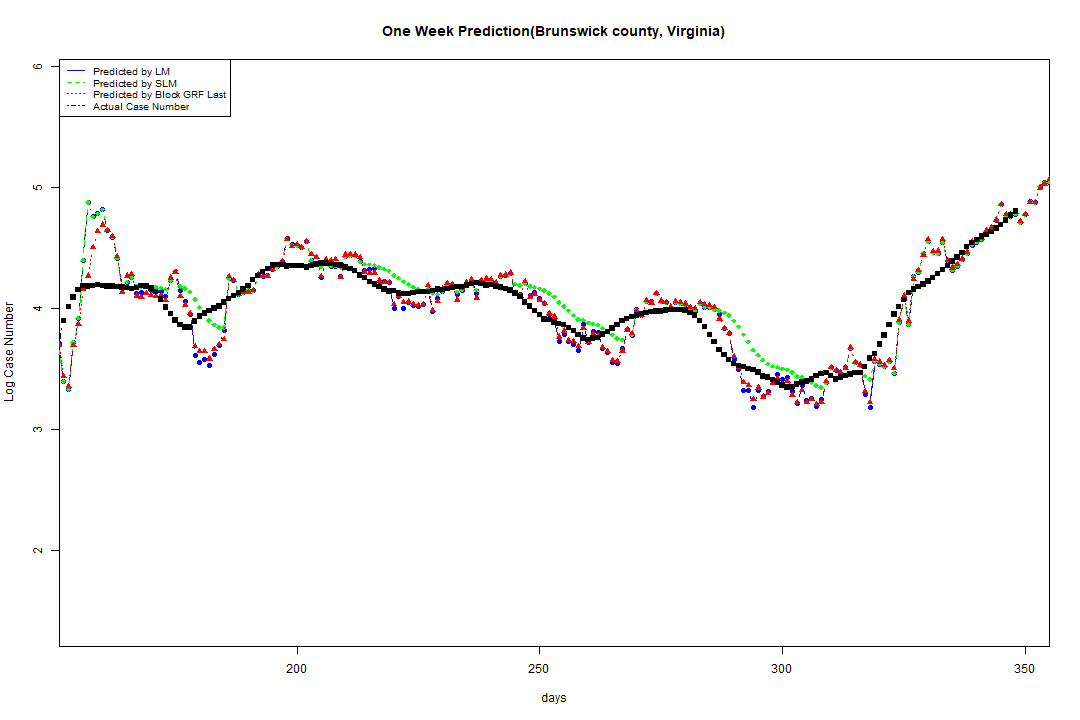 One Week Prediction(Brunswick county, Virginia)
Predicted by LM
Predicted by SLM
Predicted by Block GRF Last
Actual Case Number
6
5
4
3
2
Log Case Number
200
250
300
350
days